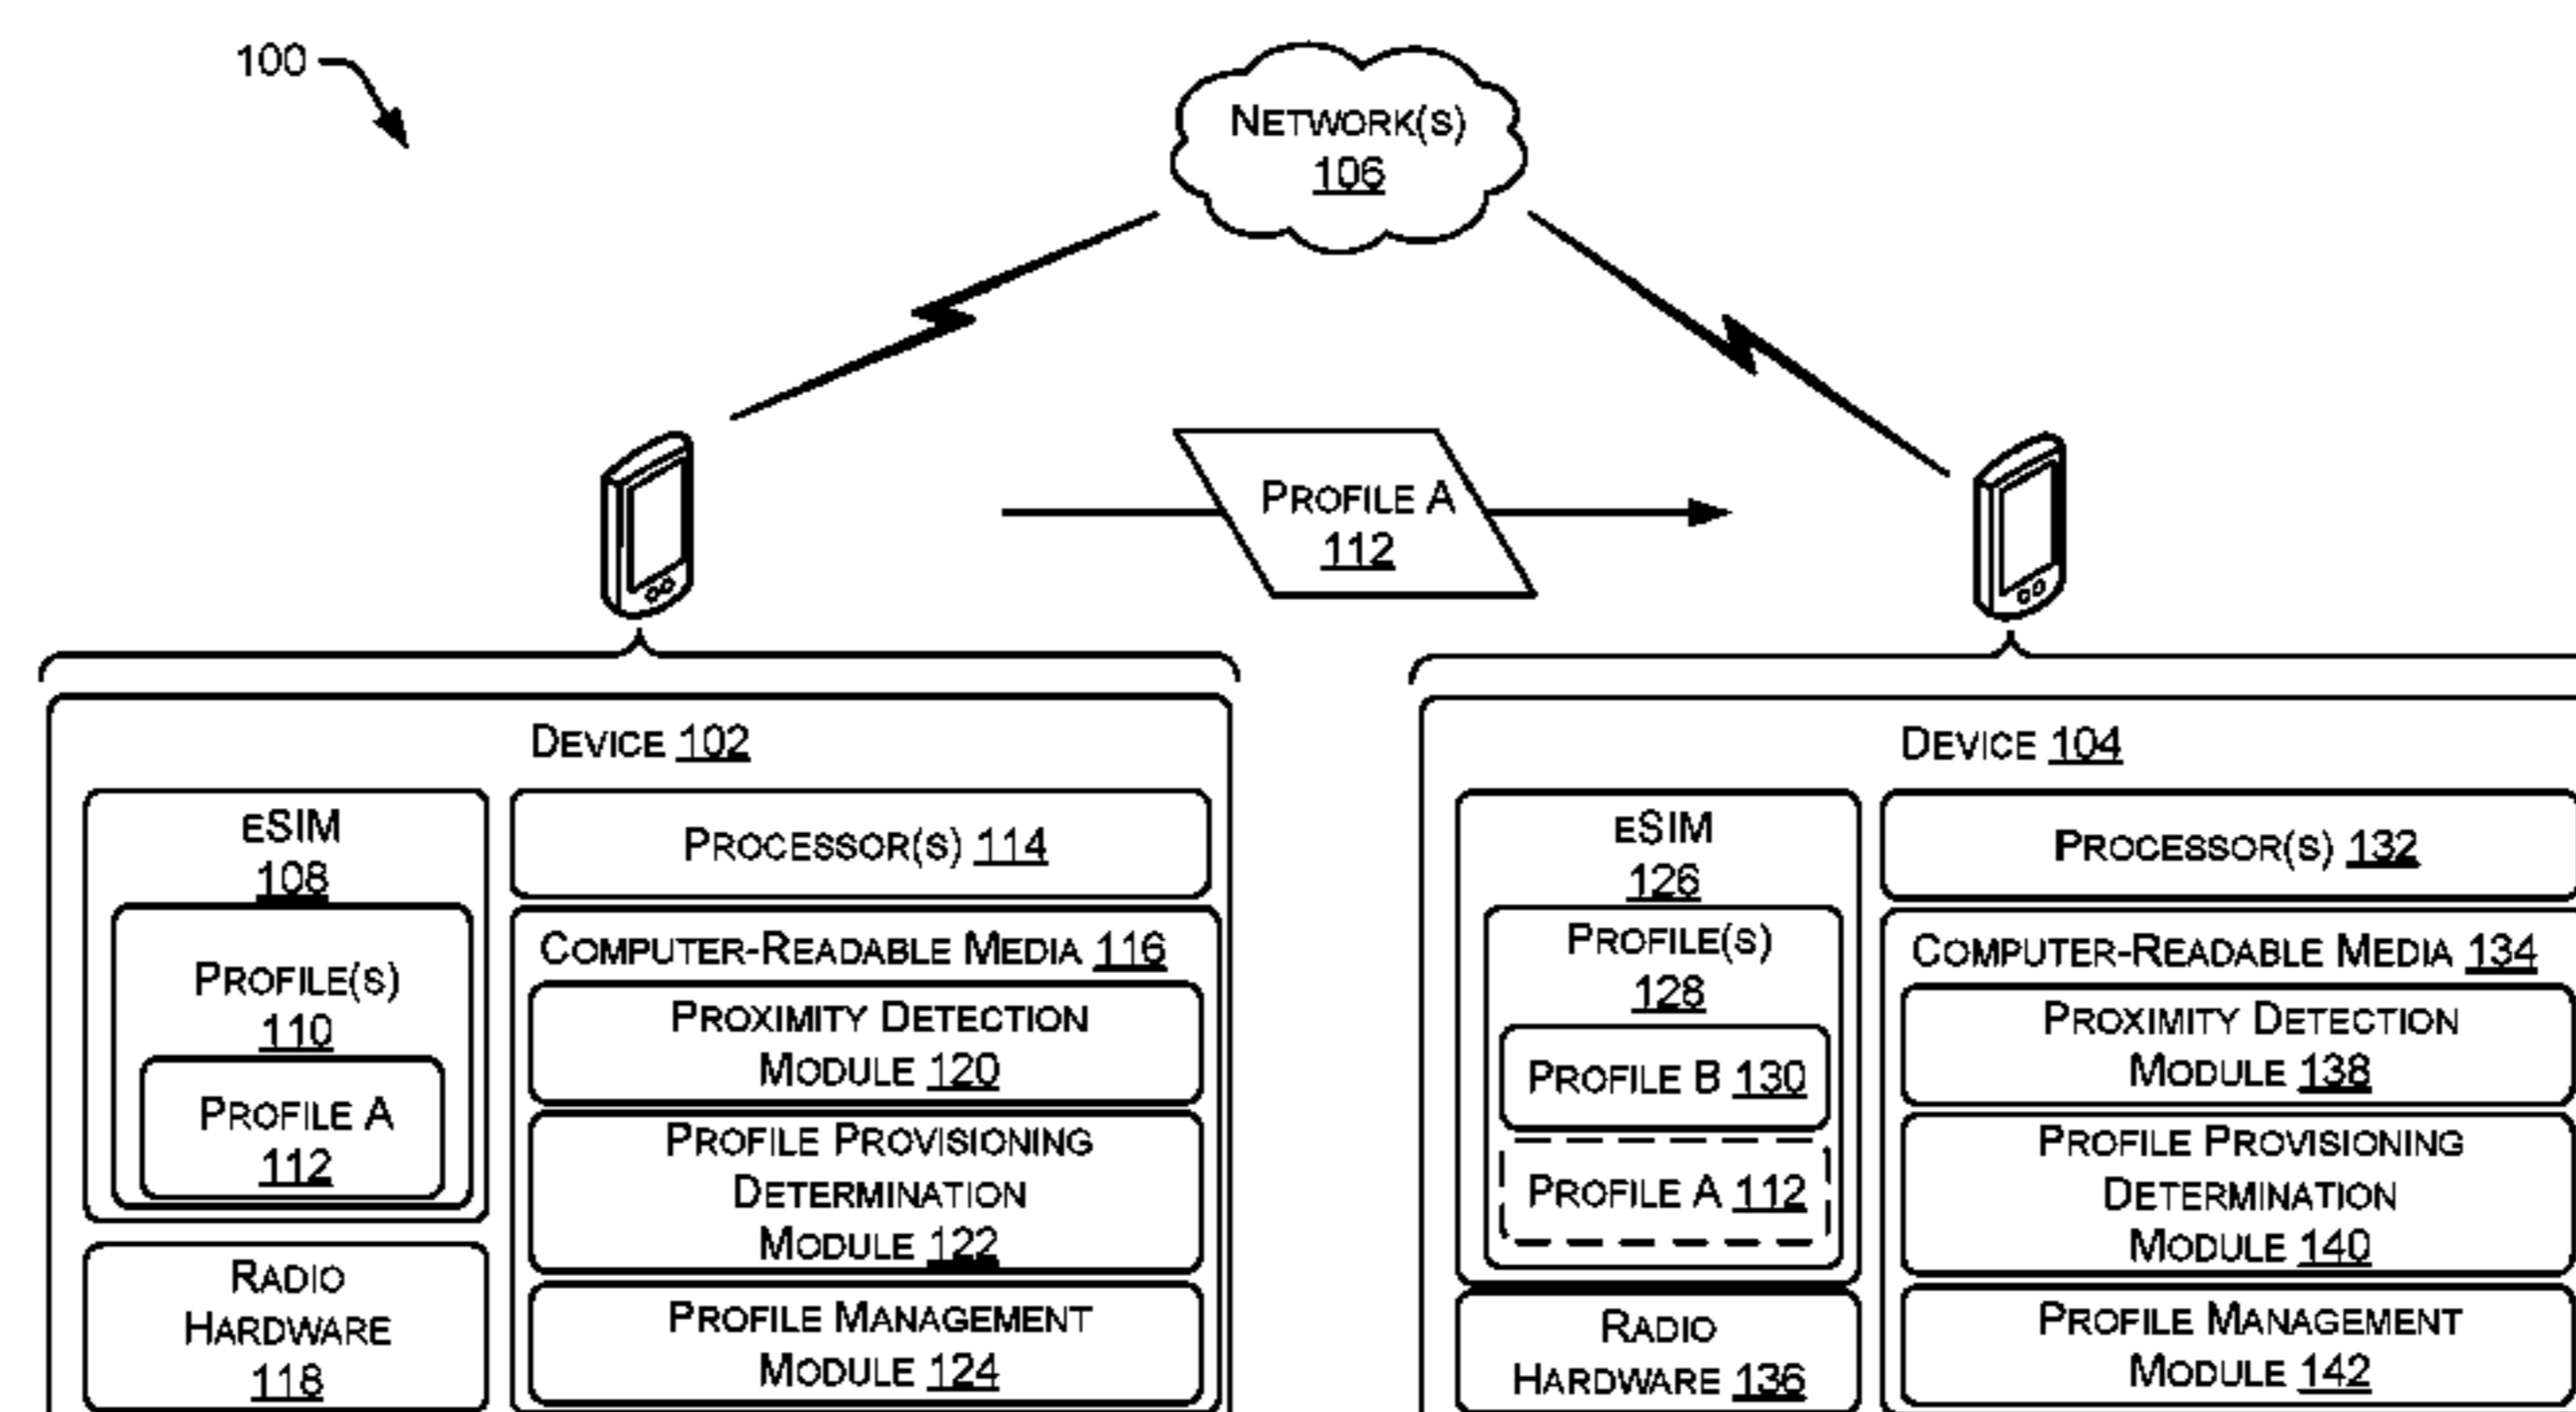 100
NETWORK(S)
106
PROFILE A
112
DEVICE 102
ESIM
108
PROFILE(S)
110
PROFILE A
112
RADIO
HARDWARE
118
PROCESSOR(S) 114
COMPUTER-READABLE MEDIA 116
PROXIMITY DETECTION
MODULE 120
PROFILE PROVISIONING
DETERMINATION
MODULE 122
PROFILE MANAGEMENT
MODULE 124
DEVICE 104
ESIM
126
PROFILE(S)
128
PROFILE B 130
PROFILE A 112
RADIO
HARDWARE 136
PROCESSOR(S) 132
COMPUTER-READABLE MEDIA 134
PROXIMITY DETECTION
MODULE 138
PROFILE PROVISIONING
DETERMINATION
MODULE 140
PROFILE MANAGEMENT
MODULE 142